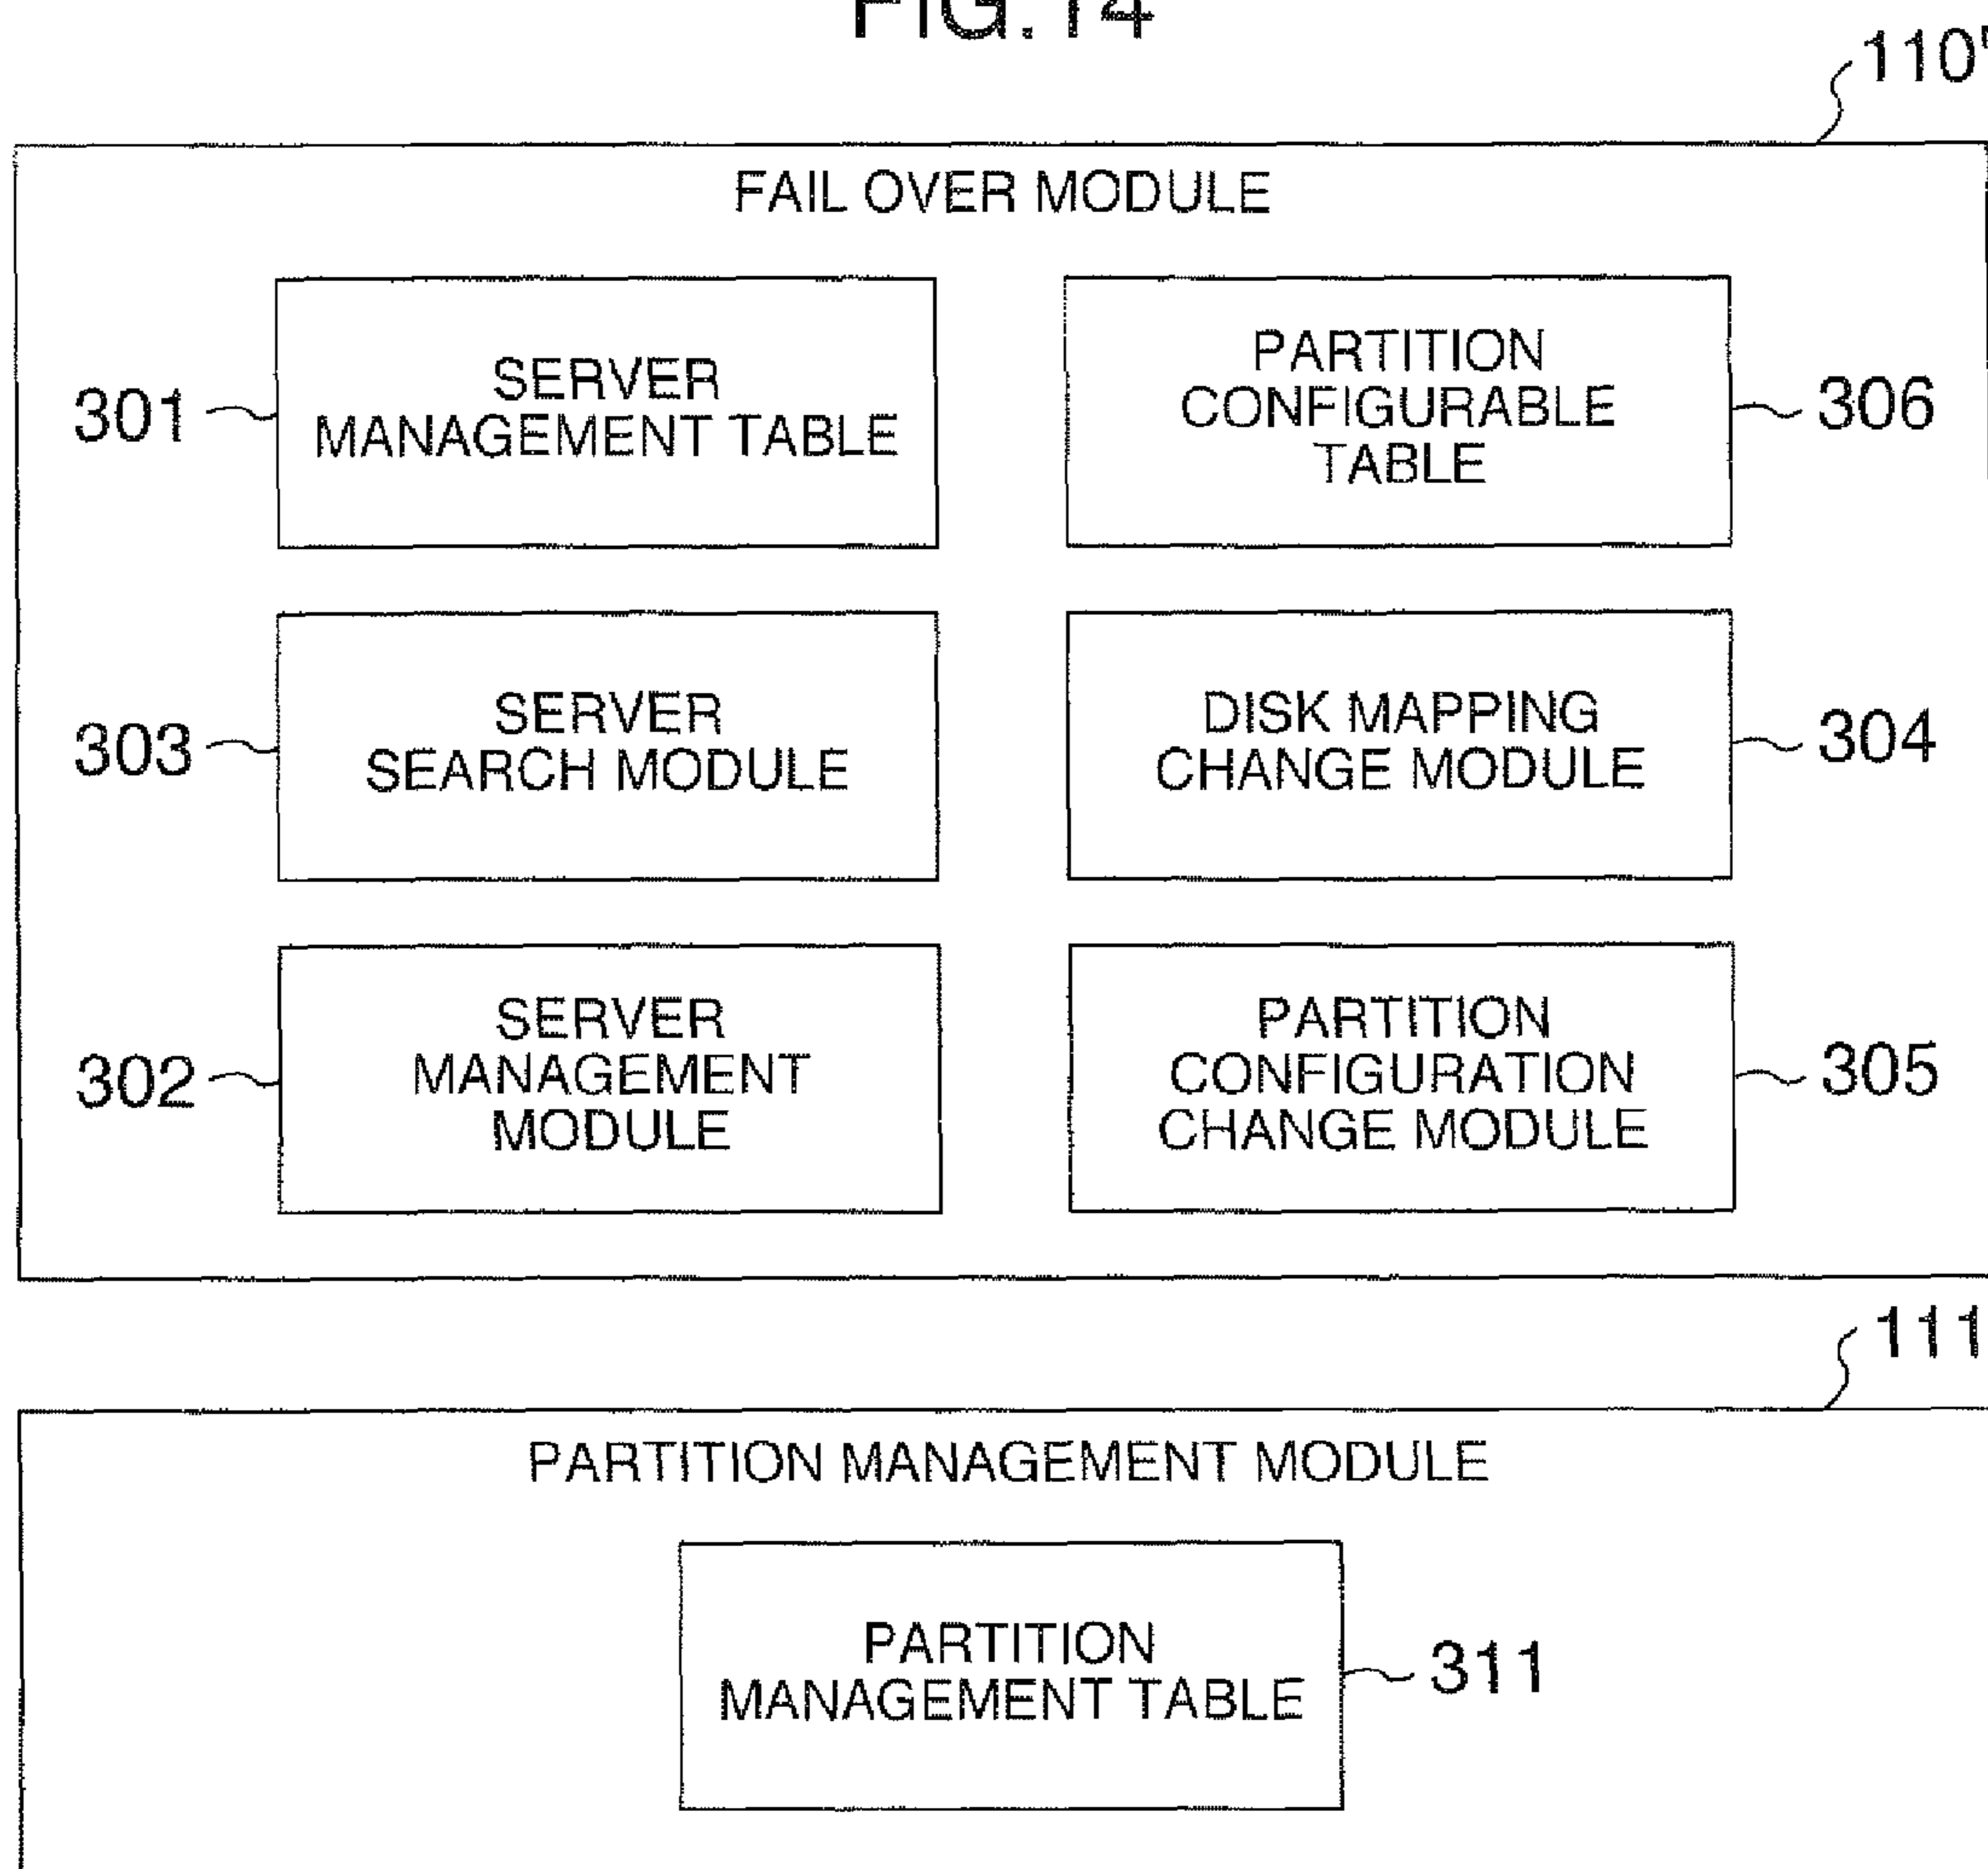 FIG.14
110"
FAIL OVER MODULE
SERVER
MANAGEMENT TABLE
301
PARTITION
CONFIGURABLE
TABLE
306
SERVER
SEARCH MODULE
303
DISK MAPPING
CHANGE MODULE
304
SERVER
MANAGEMENT
MODULE
302
PARTITION
CONFIGURATION
CHANGE MODULE
305
111
PARTITION MANAGEMENT MODULE
PARTITION
MANAGEMENT TABLE
311